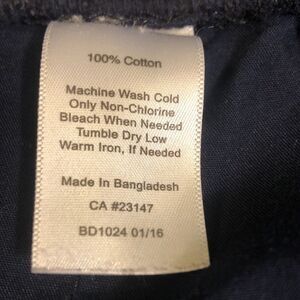 100% Cotton
Machine Wash Cold
Only Non-Chlorine
Bleach When Needed
Tumble Dry Low
Warm Iron, If Needed
Made In Bangladesh
CA #23147
BD1024 01/16